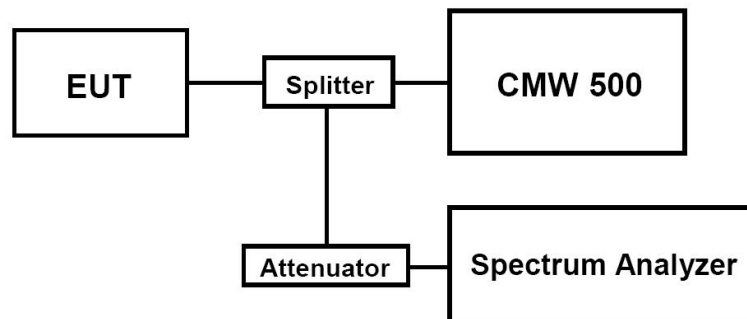 EUT
Splitter
CMW 500
Attenuator
Spectrum Analyzer